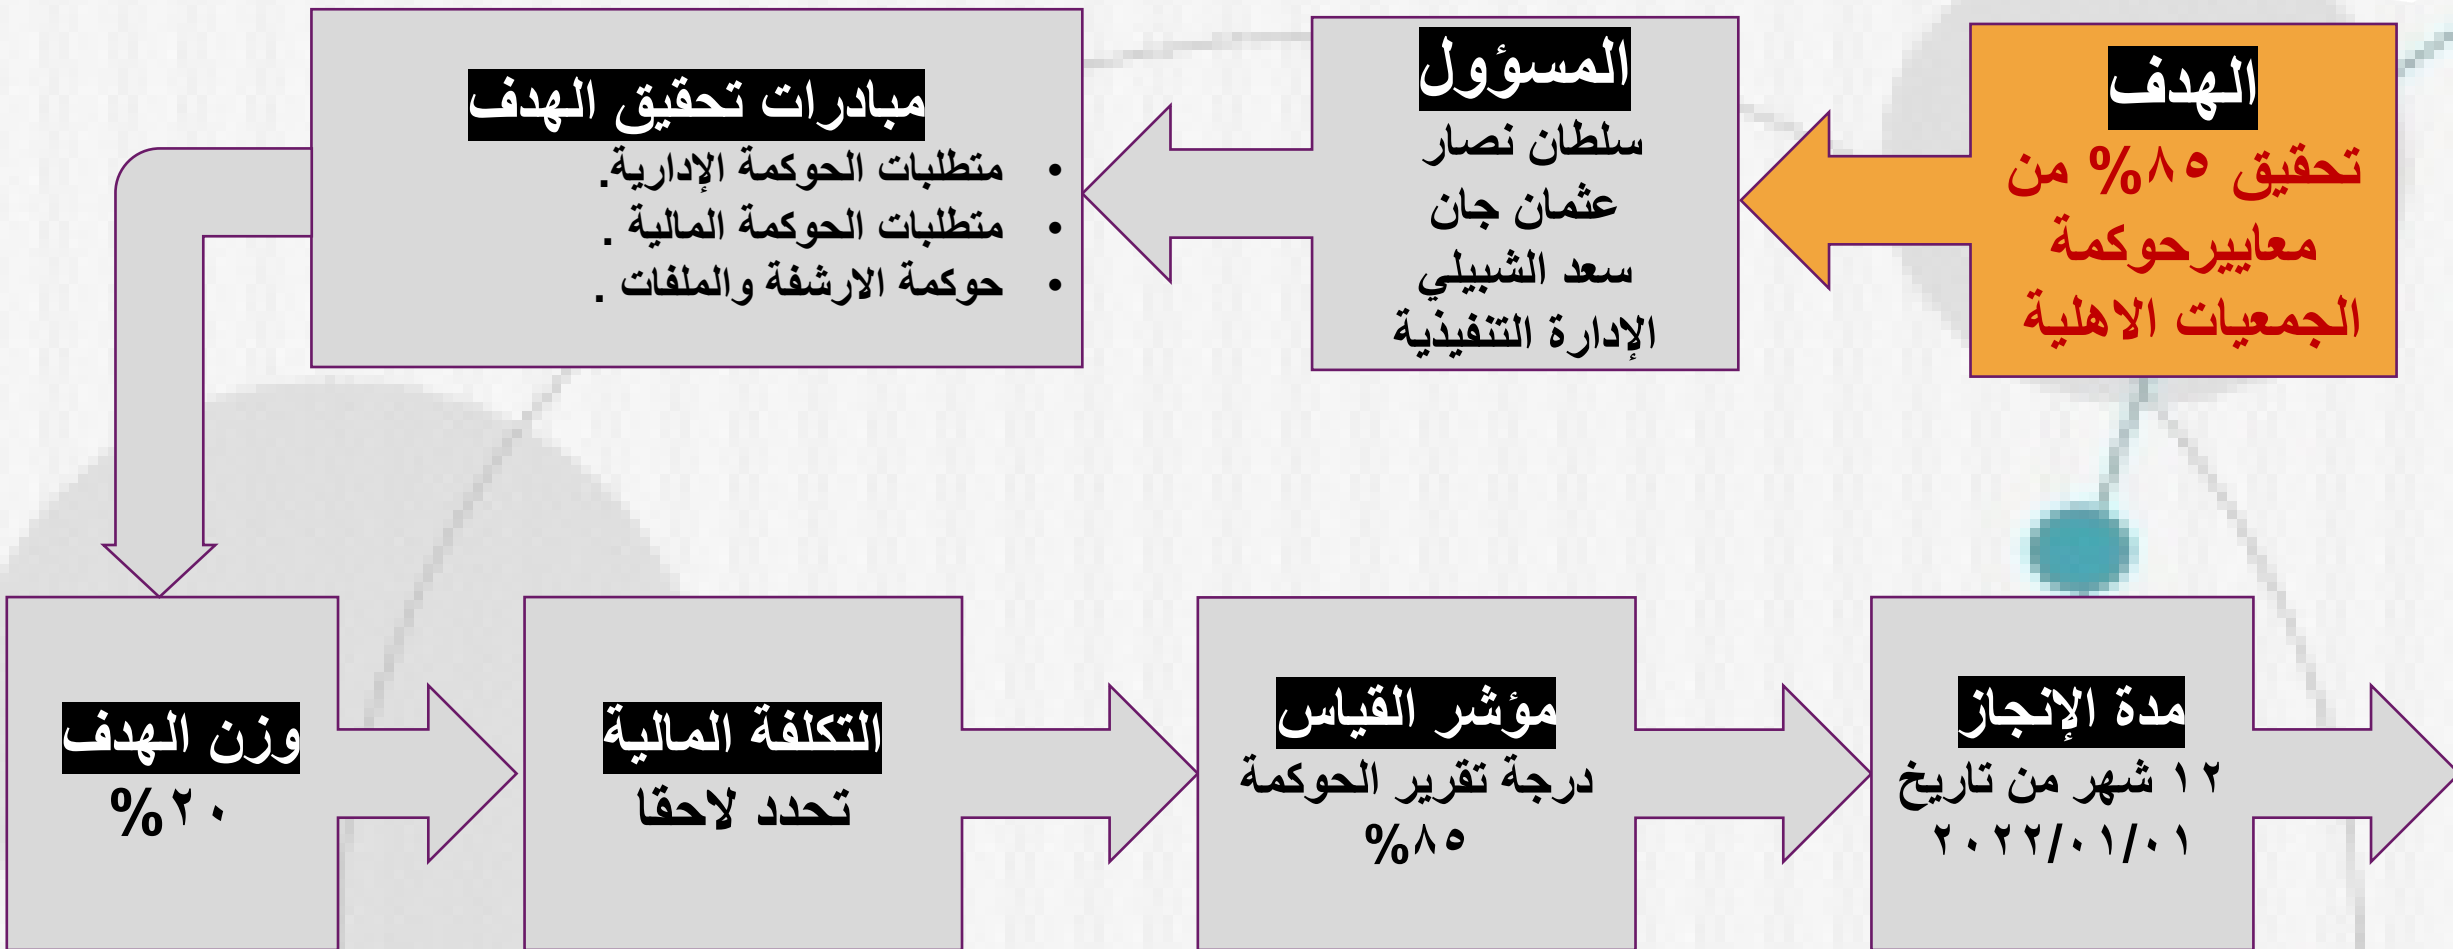 الهدف
تحقيق ٨٥% من
معاييرحوكمة
الجمعيات الاهلية
المسؤول
سلطان نصار
عثمان جان
سعد الشبيلي
الإدارة التنفيذية
مبادرات تحقيق الهدف
• متطلبات الحوكمة الإدارية.
• متطلبات الحوكمة المالية .
• حوكمة الارشفة والملفات .
وزن الهدف
٢٠%
التكلفة المالية
تحدد لاحقا
مؤشر القياس
درجة تقرير الحوكمة
٨٥%
مدة الإنجاز
١٢ شهر من تاريخ
٢٠٢٢/٠١/٠١